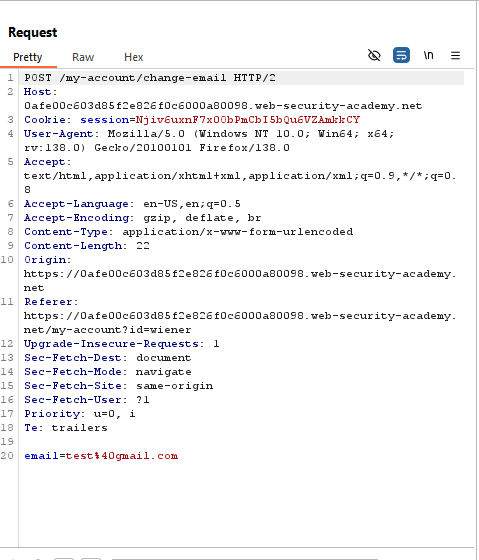 Request
Pretty Raw Hex
\n
1 POST /my-account/change-email HTTP/2
2 Host:
0afe00c603d85f2e826f0c6000a80098.web-security-academy.net
3 Cookie: session=Njiv6uxnF7xO0bPmCbI5bQu6VZAmkkCY
4 User-Agent: Mozilla/5.0 (Windows NT 10.0; Win64; x64;
rv:138.0) Gecko/20100101 Firefox/138.0
5 Accept:
text/html,application/xhtml+xml,application/xml;q=0.9,*/*;q=0.
8
6 Accept-Language: en-US,en;q=0.5
7 Accept-Encoding: gzip, deflate, br
8 Content-Type: application/x-www-form-urlencoded
9 Content-Length: 22
10 Origin:
https://0afe00c603d85f2e826f0c6000a80098.web-security-academy.
net
11 Referer:
https://0afe00c603d85f2e826f0c6000a80098.web-security-academy.
net/my-account?id=wiener
12 Upgrade-Insecure-Requests: 1
13 Sec-Fetch-Dest: document
14 Sec-Fetch-Mode: navigate
15 Sec-Fetch-Site: same-origin
16 Sec-Fetch-User: ?1
17 Priority: u=0, i
18 Te: trailers
19
20 email=test%40gmail.com